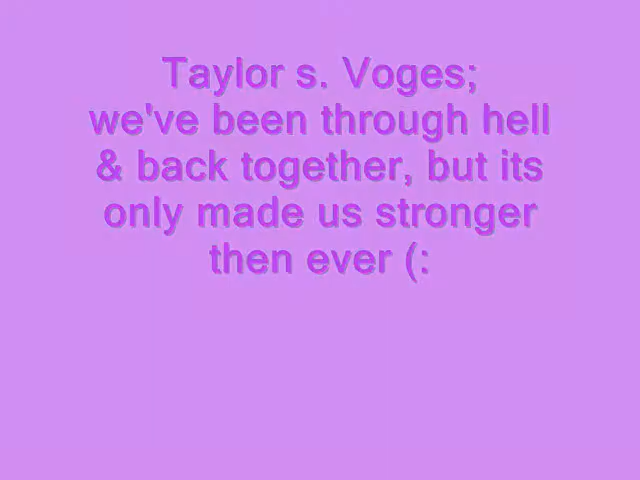 Taylor s. Voges;
we've been through hell
& back together, but its
only made us stronger
then ever (: